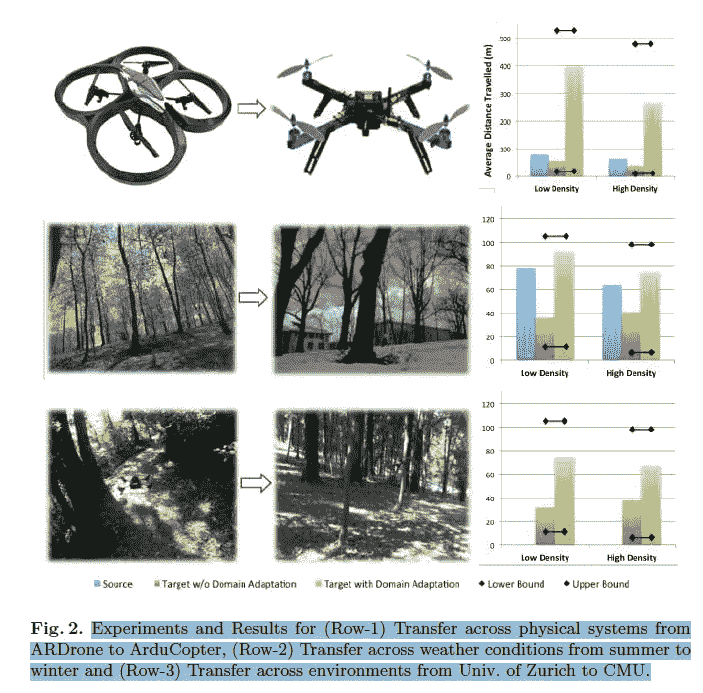 Average Distance Travelled (m)
500
400
300
200
100
0
Low Density High Density
120
100
80
60
40
20
0
Low Density High Density
120
100
80
60
40
20
0
Low Density High Density
Source Target w/o Domain Adaptation Target with Domain Adaptation Lower Bound Upper Bound
Fig. 2. Experiments and Results for (Row-1) Transfer across physical systems from
ARDrone to ArduCopter, (Row-2) Transfer across weather conditions from summer to
winter and (Row-3) Transfer across environments from Univ. of Zurich to CMU.